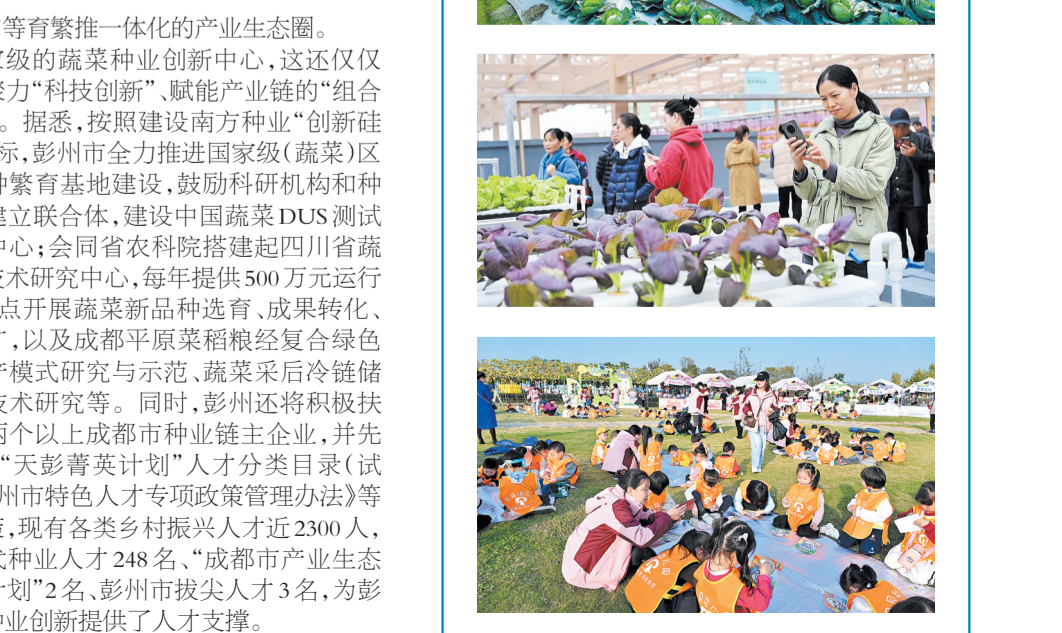 等育繁推一体化的产业生态圈。
级的蔬菜种业创新中心，这还仅仅
力“科技创新”、赋能产业链的“组合
。据悉，按照建设南方种业“创新硅
标，彭州市全力推进国家级(蔬菜)区
种繁育基地建设，鼓励科研机构和种
建立联合体，建设中国蔬菜DUS测试
中心；会同省农科院搭建起四川省蔬
技术研究中心，每年提供500万元运行
点开展蔬菜新品种选育、成果转化、
，以及成都平原菜稻粮经复合绿色
产模式研究与示范、蔬菜采后冷链储
技术研究等。同时，彭州还将积极扶
两个以上成都市种业链主企业，并先
“天彭菁英计划”人才分类目录(试
州市特色人才专项政策管理办法》等
策，现有各类乡村振兴人才近2300人，
种业人才248名、“成都市产业生态
计划”2名、彭州市拔尖人才3名，为彭
种业创新提供了人才支撑。